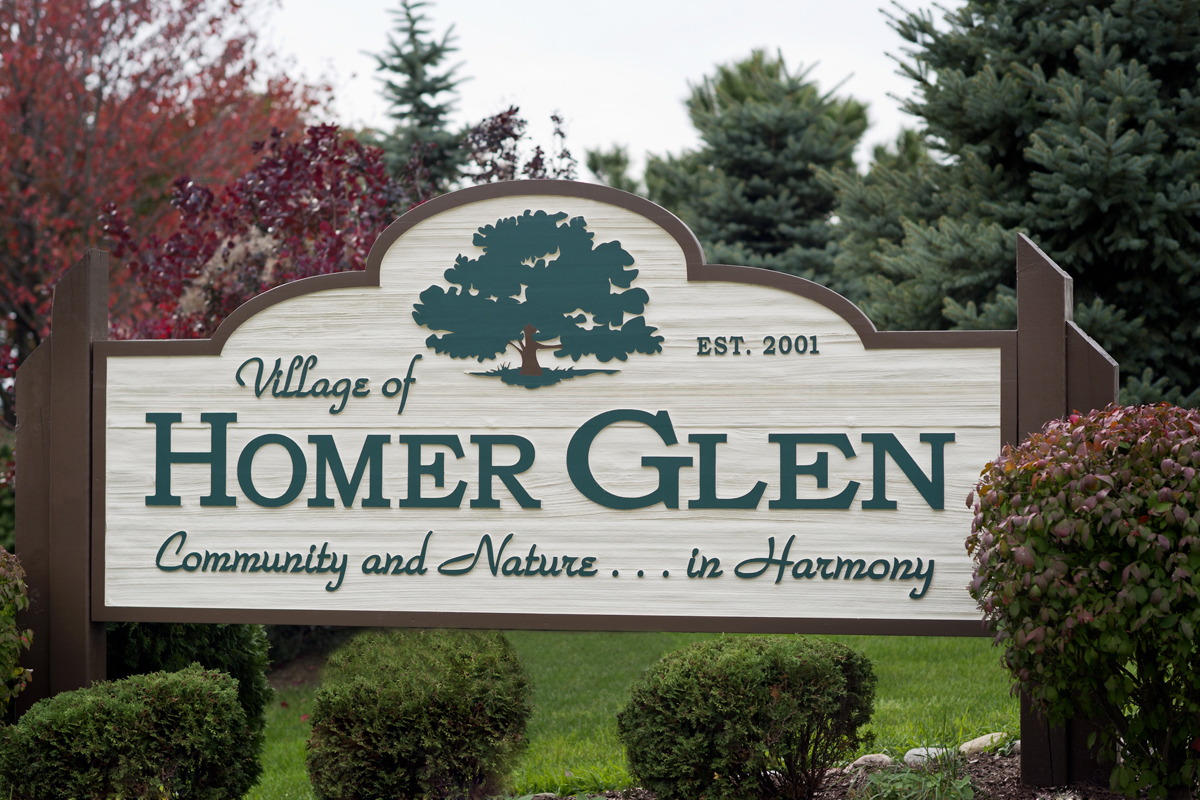 EST. 2001
Village of
HOMER GLEN
Community and Nature . . . in Harmony